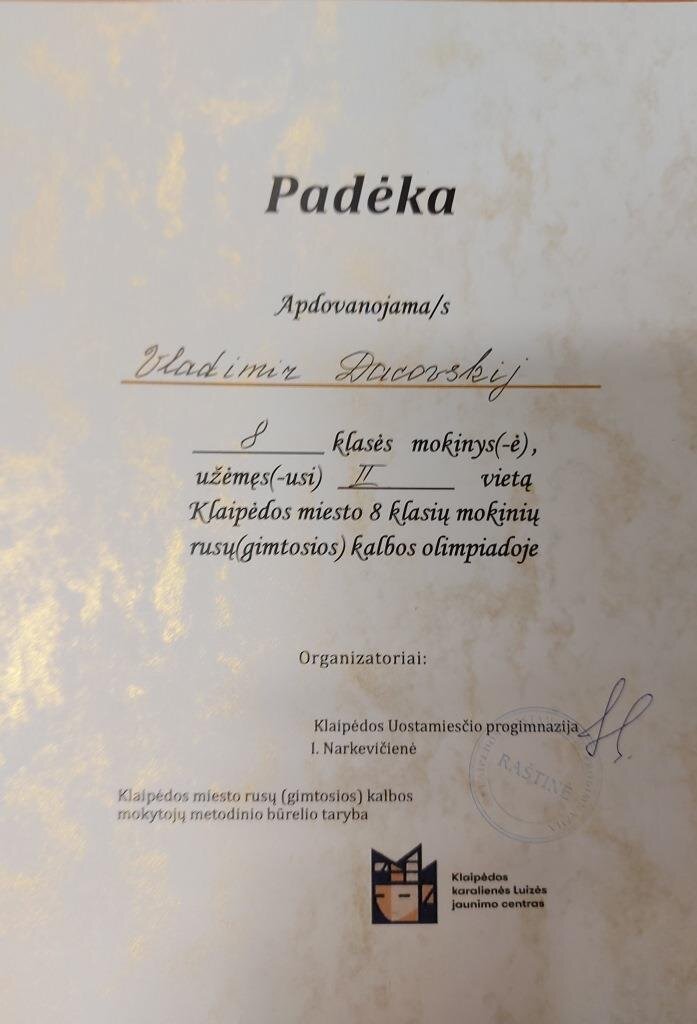 Padėka
Apdovanojama/s
Vladimir Dacovskij
8 klasės mokinys(-ė),
užėmęs(-usi) II vietą
Klaipėdos miesto 8 klasių mokinių
rusų(gimtosios) kalbos olimpiadoje
Organizatoriai:
Klaipėdos Uostamiesčio progimnazija
I. Narkevičienė
RAŠTINĖ
Klaipėdos miesto rusų (gimtosios) kalbos
mokytojų metodinio būrelio taryba
Klaipėdos
karalienės Luizės
jaunimo centras